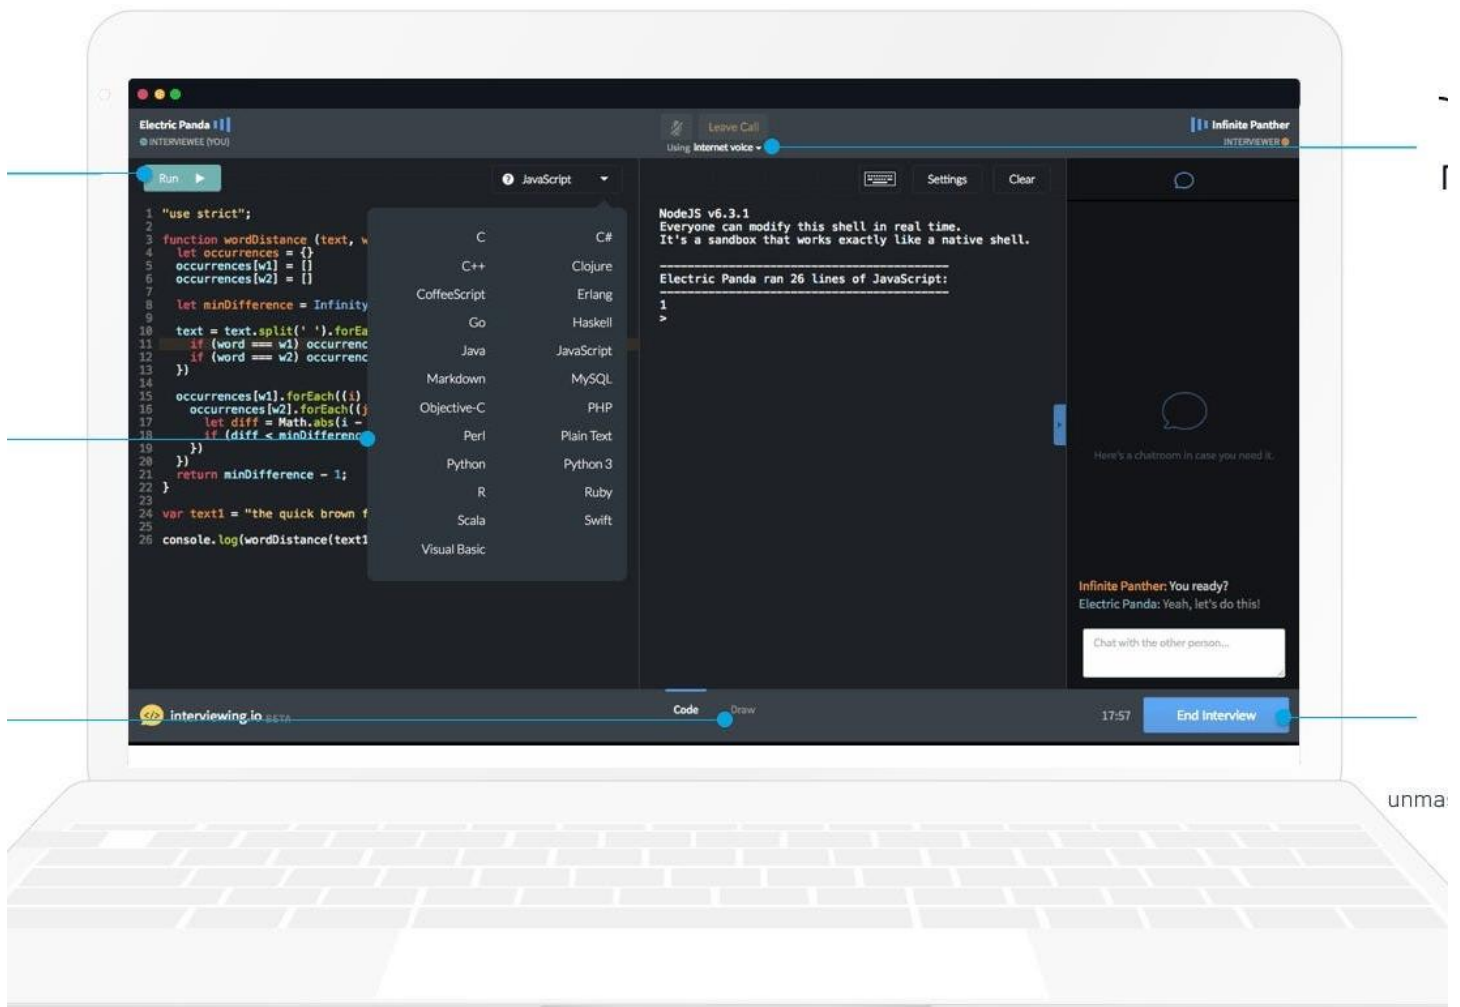 Electric Panda
INTERVIEWEE (YOU)
Leave Call
Using Internet voice
Infinite Panther
INTERVIEWER
Run
? JavaScript
Settings
Clear
1 "use strict";
2
3 function wordDistance (text, w
4 let occurrences = {}
5 occurrences[w1] = []
6 occurrences[w2] = []
7
8 let minDifference = Infinity
9
10 text = text.split(' ').forEa
11 if (word === w1) occurrenc
12 if (word === w2) occurrenc
13 })
14
15 occurrences[w1].forEach((i)
16 occurrences[w2].forEach((j
17 let diff = Math.abs(i -
18 if (diff < minDifferenc
19 })
20 })
21 return minDifference - 1;
22 }
23
24 var text1 = "the quick brown f
25
26 console.log(wordDistance(text1
C C#
C++ Clojure
CoffeeScript Erlang
Go Haskell
Java JavaScript
Markdown MySQL
Objective-C PHP
Perl Plain Text
Python Python 3
R Ruby
Scala Swift
Visual Basic
NodeJS v6.3.1
Everyone can modify this shell in real time.
It's a sandbox that works exactly like a native shell.
Electric Panda ran 26 lines of JavaScript:
1
>
Here's a chatroom in case you need it.
Infinite Panther: You ready?
Electric Panda: Yeah, let's do this!
Chat with the other person...
</> interviewing.io BETA
Code
Draw
17:57
End Interview
unmas